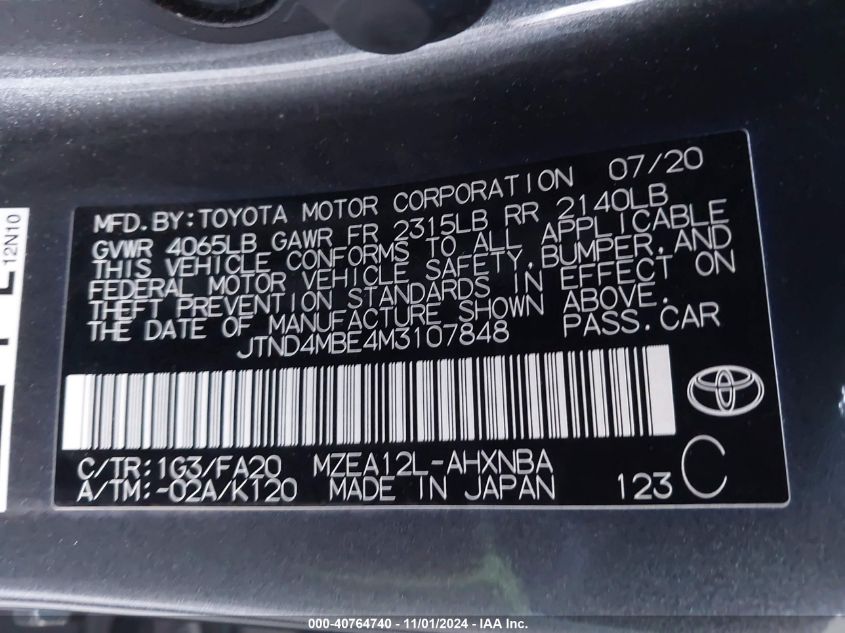 12N10
MFD.BY:TOYOTA MOTOR CORPORATION 07/20
GVWR 4065LB GAWR FR 2315LB RR 2140LB
THIS VEHICLE CONFORMS TO ALL APPLICABLE
FEDERAL MOTOR VEHICLE SAFETY,BUMPER,AND
THEFT PREVENTION STANDARDS IN EFFECT ON
THE DATE OF MANUFACTURE SHOWN ABOVE.
JTND4MBE4M3107848 PASS.CAR
C/TR:1G3/FA20 MZEA12L-AHXNBA
A/TM:-02A/K120 MADE IN JAPAN 123 C
000-40764740 - 11/01/2024 - IAA Inc.